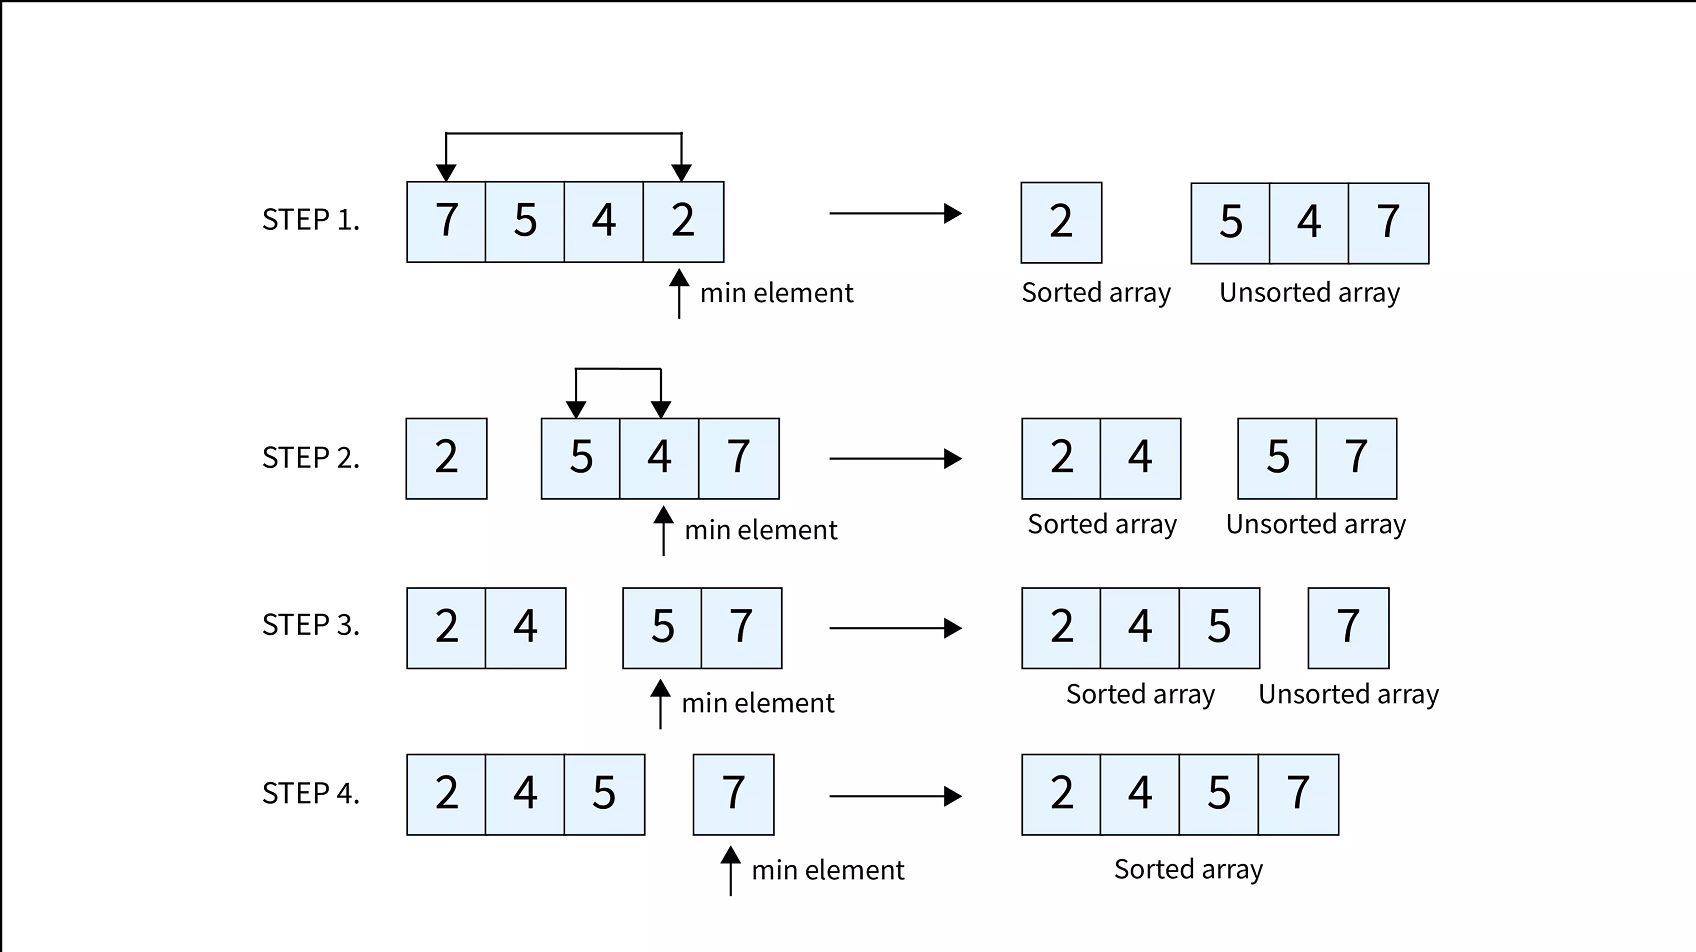 STEP 1. 7 5 4 2 2 5 4 7
min element Sorted array Unsorted array
STEP 2. 2 5 4 7 2 4 5 7
min element Sorted array Unsorted array
STEP 3. 2 4 5 7 2 4 5 7
min element Sorted array Unsorted array
STEP 4. 2 4 5 7 2 4 5 7
min element Sorted array